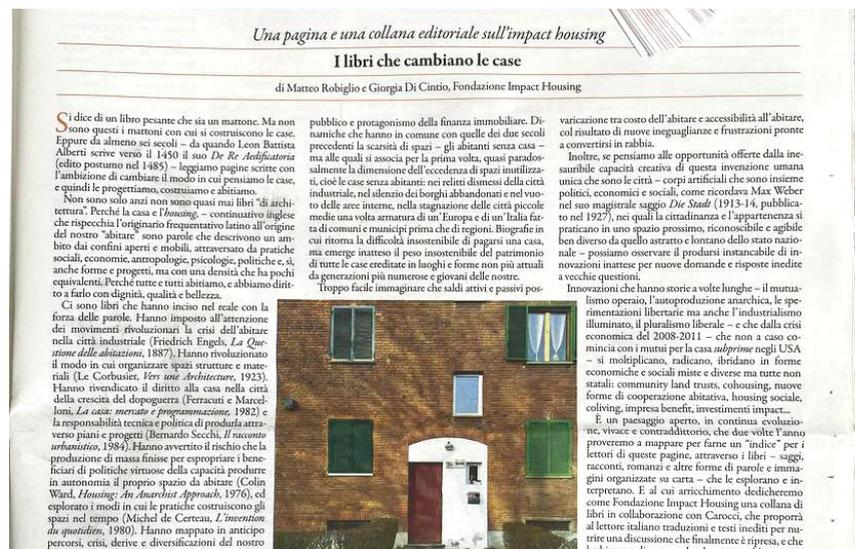 Una pagina e una collana editoriale sull'impact housing
I libri che cambiano le case
di Matteo Robiglio e Giorgia Di Cintio, Fondazione Impact Housing
Si dice di un libro pesante che sia un mattone. Ma non
sono questi i mattoni con cui si costruiscono le case.
Eppure da almeno sei secoli – da quando Leon Battista
Alberti scrive verso il 1450 il suo De Re Aedificatoria
(edito postumo nel 1485) – leggiamo pagine scritte con
l'ambizione di cambiare il modo in cui pensiamo le case,
e quindi le progettiamo, costruiamo e abitiamo.
Non sono solo anzi non sono quasi mai libri "di archi-
tettura". Perché la casa e l'housing, – continuativo inglese
che rispecchia l'originario frequentativo latino all'origine
del nostro "abitare" sono parole che descrivono un am-
bito dai confini aperti e mobili, attraversato da pratiche
sociali, economie, antropologie, psicologie, politiche e, sì,
anche forme e progetti, ma con una densità che ha pochi
equivalenti. Perché tutte e tutti abitiamo, e abbiamo dirit-
to a farlo con dignità, qualità e bellezza.
Ci sono libri che hanno inciso nel reale con la
forza delle parole. Hanno imposto all'attenzione
dei movimenti rivoluzionari la crisi dell'abitare
nella città industriale (Friedrich Engels, La Que-
stione delle abitazioni, 1887). Hanno rivoluzionato
il modo in cui organizzare spazi strutture e mate-
riali (Le Corbusier, Vers une Architecture, 1923).
Hanno rivendicato il diritto alla casa nella città
della crescita del dopoguerra (Ferracuti e Marcel-
loni, La casa: mercato e programmazione, 1982) e
la responsabilità tecnica e politica di produrla attra-
verso piani e progetti (Bernardo Secchi, Il racconto
urbanistico, 1984). Hanno avvertito il rischio che la
produzione di massa finisse per espropriare i bene-
ficiari di politiche virtuose della capacità produrre
in autonomia il proprio spazio da abitare (Colin
Ward, Housing: An Anarchist Approach, 1976), ed
esplorato i modi in cui le pratiche costruiscono gli
spazi nel tempo (Michel de Certeau, L'invention
du quotidien, 1980). Hanno mappato in anticipo
percorsi, crisi, derive e diversificazioni del nostro
pubblico e protagonismo della finanza immobiliare. Di-
namiche che hanno in comune con quelle dei due secoli
precedenti la scarsità di spazi – gli abitanti senza casa –
ma alle quali si associa per la prima volta, quasi parados-
salmente la dimensione dell'eccedenza di spazi inutilizza-
ti, cioè le case senza abitanti: nei relitti dismessi della città
industriale, nel silenzio dei borghi abbandonati e nel vuo-
to delle aree interne, nella stagnazione delle città piccole
medie una volta armatura di un'Europa e di un'Italia fat-
ta di comuni e municipi prima che di regioni. Biografie in
cui ritorna la difficoltà insostenibile di pagarsi una casa,
ma emerge inatteso il peso insostenibile del patrimonio
di tutte le case ereditate in luoghi e forme non più attuali
da generazioni più numerose e giovani delle nostre.
Troppo facile immaginare che saldi attivi e passivi pos-
varicazione tra costo dell'abitare e accessibilità all'abitare,
col risultato di nuove ineguaglianze e frustrazioni pronte
a convertirsi in rabbia.
Inoltre, se pensiamo alle opportunità offerte dalla ine-
sauribile capacità creativa di questa invenzione umana
unica che sono le città – corpi artificiali che sono insieme
politici, economici e sociali, come ricordava Max Weber
nel suo magistrale saggio Die Stadt (1913-14, pubblica-
to nel 1927), nei quali la cittadinanza e l'appartenenza si
praticano in uno spazio prossimo, riconoscibile e agibile
ben diverso da quello astratto e lontano dello stato nazio-
nale – possiamo osservare il prodursi instancabile di in-
novazioni inattese per nuove domande e risposte inedite
a vecchie questioni.
Innovazioni che hanno storie a volte lunghe – il mutua-
lismo operaio, l'autoproduzione anarchica, le spe-
rimentazioni libertarie ma anche l'industrialismo
illuminato, il pluralismo liberale – e che dalla crisi
economica del 2008-2011 – che non a caso co-
mincia con i mutui per la casa subprime negli USA
– si moltiplicano, radicano, ibridano in forme
economiche e sociali miste e diverse ma tutte non
statali: community land trusts, cohousing, nuove
forme di cooperazione abitativa, housing sociale,
coliving, impresa benefit, investimenti impact...
È un paesaggio aperto, in continua evoluzio-
ne, vivace e contraddittorio, che due volte l'anno
proveremo a mappare per farne un "indice" per i
lettori di queste pagine, attraverso i libri – saggi,
racconti, romanzi e altre forme di parole e imma-
gini organizzate su carta – che le esplorano e in-
terpretano. E al cui arricchimento dedicheremo
come Fondazione Impact Housing una collana di
libri in collaborazione con Carocci, che proporrà
al lettore italiano traduzioni e testi inediti per nu-
trire una discussione che finalmente è ripresa, e che